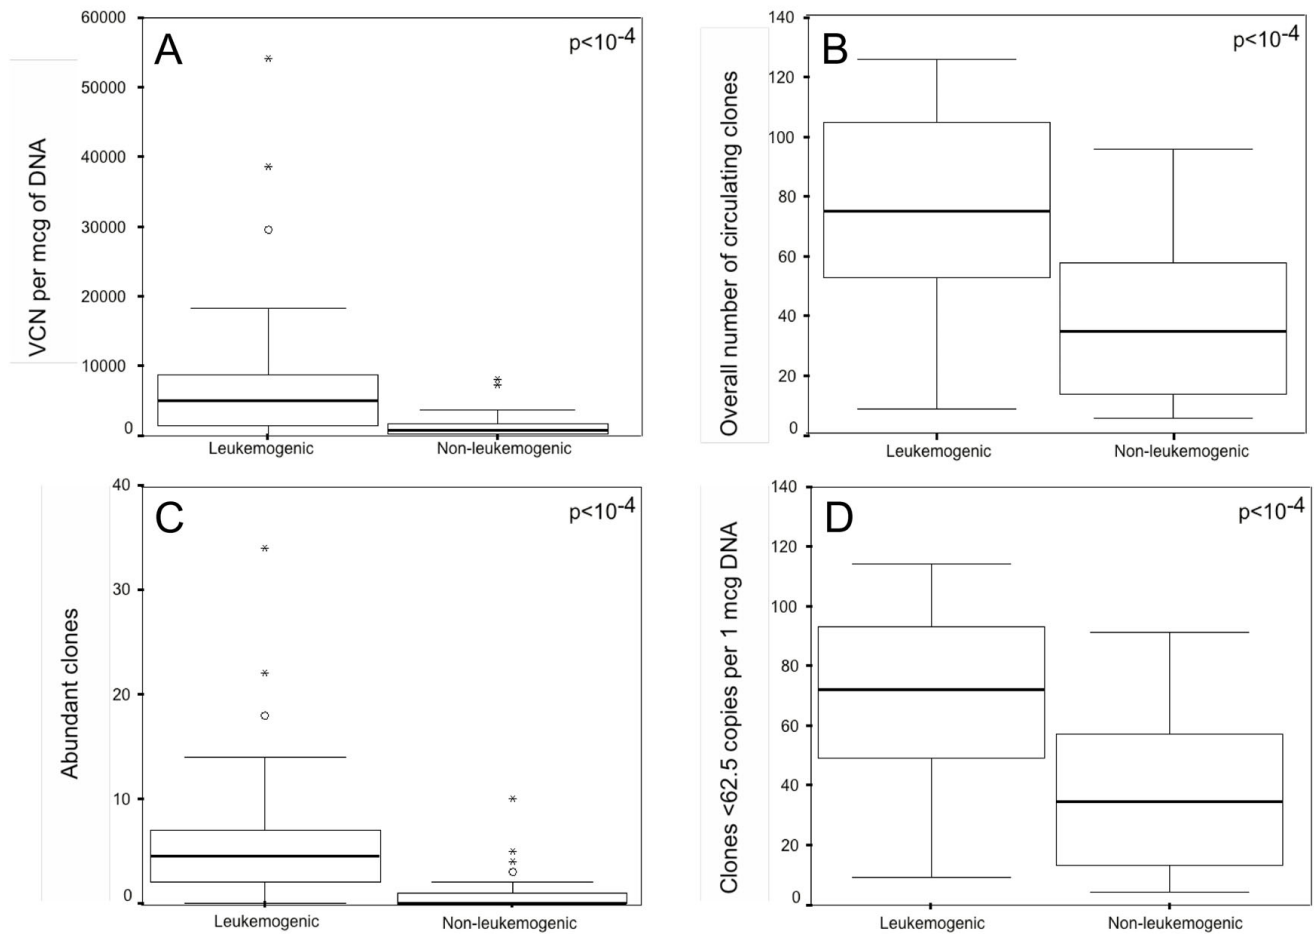 A
p<10-4
VCN per mcg of DNA
60000
50000
40000
30000
20000
10000
0
Leukemogenic
Non-leukemogenic
B
p<10-4
Overall number of circulating clones
140
120
100
80
60
40
20
0
Leukemogenic
Non-leukemogenic
C
p<10-4
Abundant clones
40
30
20
10
0
Leukemogenic
Non-leukemogenic
D
p<10-4
Clones <62.5 copies per 1 mcg DNA
140
120
100
80
60
40
20
0
Leukemogenic
Non-leukemogenic